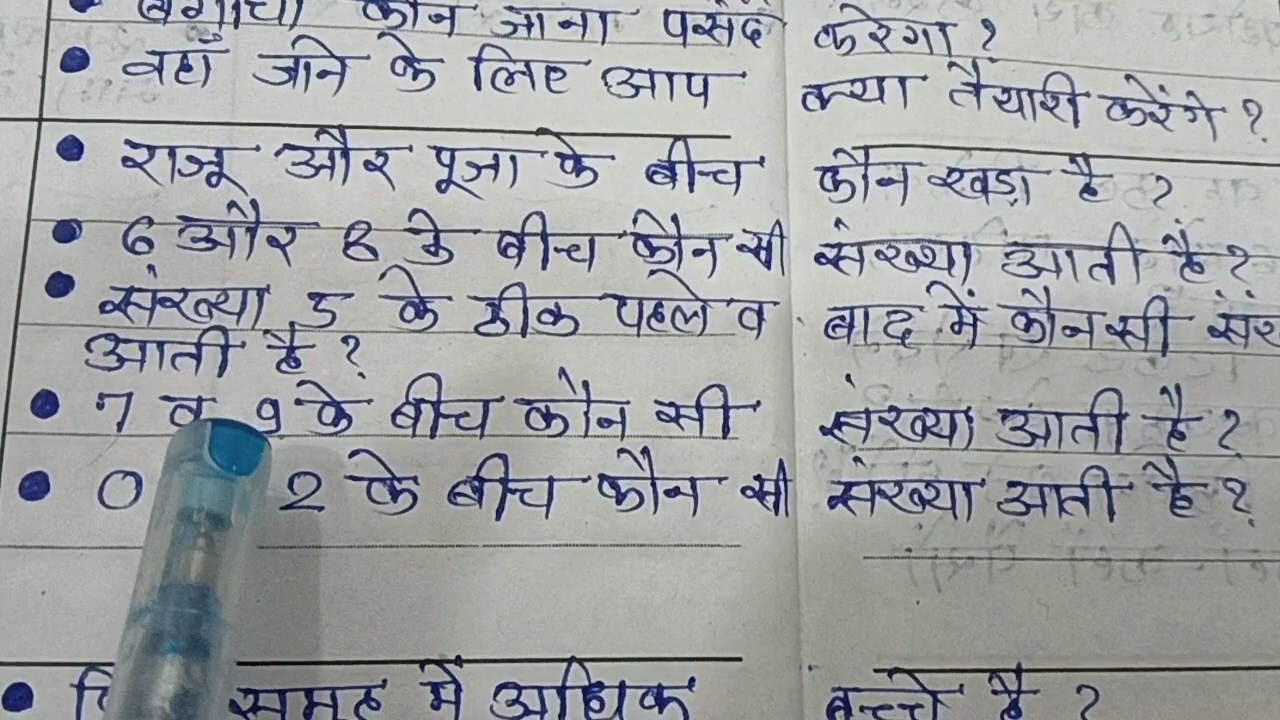 बगीचा कौन जाना पसंद करेगा?
• वहाँ जाने के लिए आप क्या तैयारी करेंगे?
• राजू और पूजा के बीच कौन खड़ा है?
• 6 और 8 के बीच कौन सी संख्या आती है?
• संख्या 5 के ठीक पहले व बाद में कौन सी
आती है?
• 7 व 9 के बीच कौन सी संख्या आती है?
• 0 2 के बीच कौन सी संख्या आती है?
• समूह में अधिक बच्चे है?